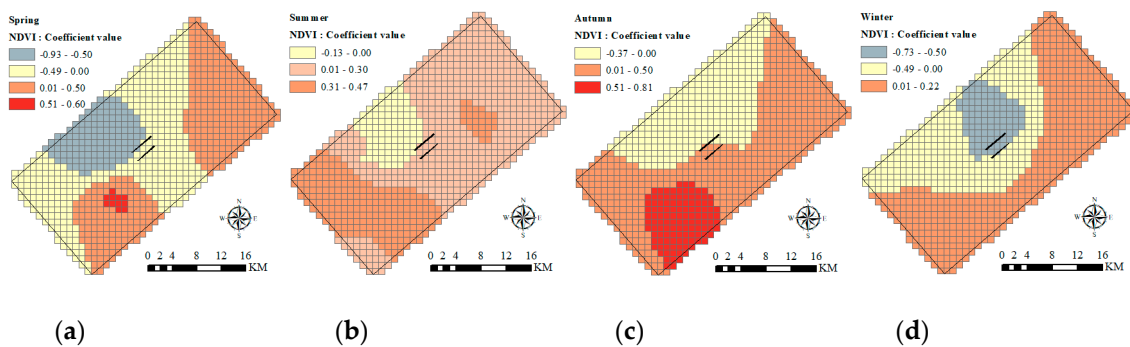 Spring
NDVI : Coefficient value
-0.93 - -0.50
-0.49 - 0.00
0.01 - 0.50
0.51 - 0.60
N
W E
S
0 2 4 8 12 16
KM
(a)
Summer
NDVI : Coefficient value
-0.13 - 0.00
0.01 - 0.30
0.31 - 0.47
N
W E
S
0 2 4 8 12 16
KM
(b)
Autumn
NDVI : Coefficient value
-0.37 - 0.00
0.01 - 0.50
0.51 - 0.81
N
W E
S
0 2 4 8 12 16
KM
(c)
Winter
NDVI : Coefficient value
-0.73 - -0.50
-0.49 - 0.00
0.01 - 0.22
N
W E
S
0 2 4 8 12 16
KM
(d)